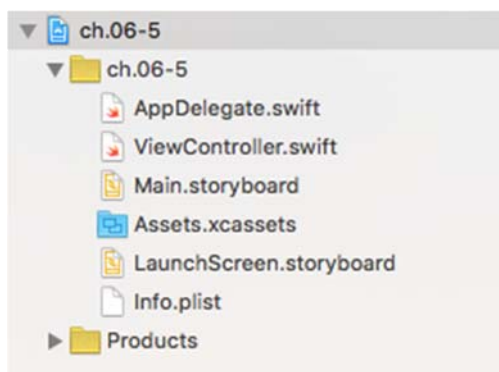 ch.06-5
ch.06-5
AppDelegate.swift
ViewController.swift
Main.storyboard
Assets.xcassets
LaunchScreen.storyboard
Info.plist
Products